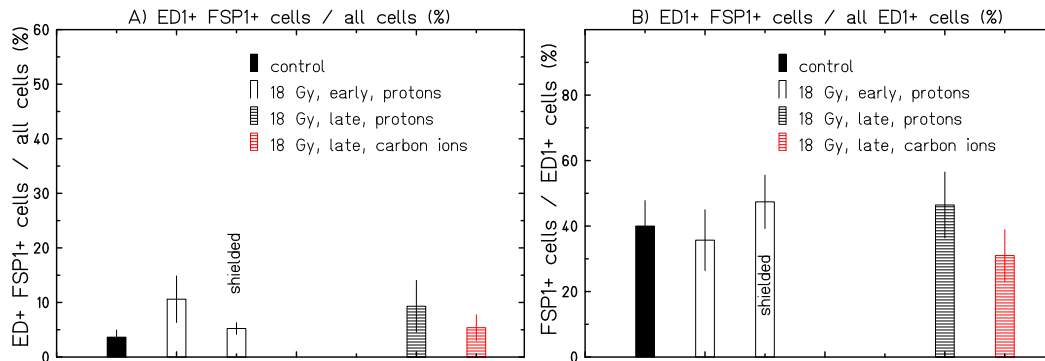 A) ED1+ FSP1+ cells / all cells (%)
ED+ FSP1+ cells / all cells (%)
60
50
40
30
20
10
0
control
18 Gy, early, protons
18 Gy, late, protons
18 Gy, late, carbon ions
shielded
B) ED1+ FSP1+ cells / all ED1+ cells (%)
FSP1+ cells / ED1+ cells (%)
80
60
40
20
0
control
18 Gy, early, protons
18 Gy, late, protons
18 Gy, late, carbon ions
shielded